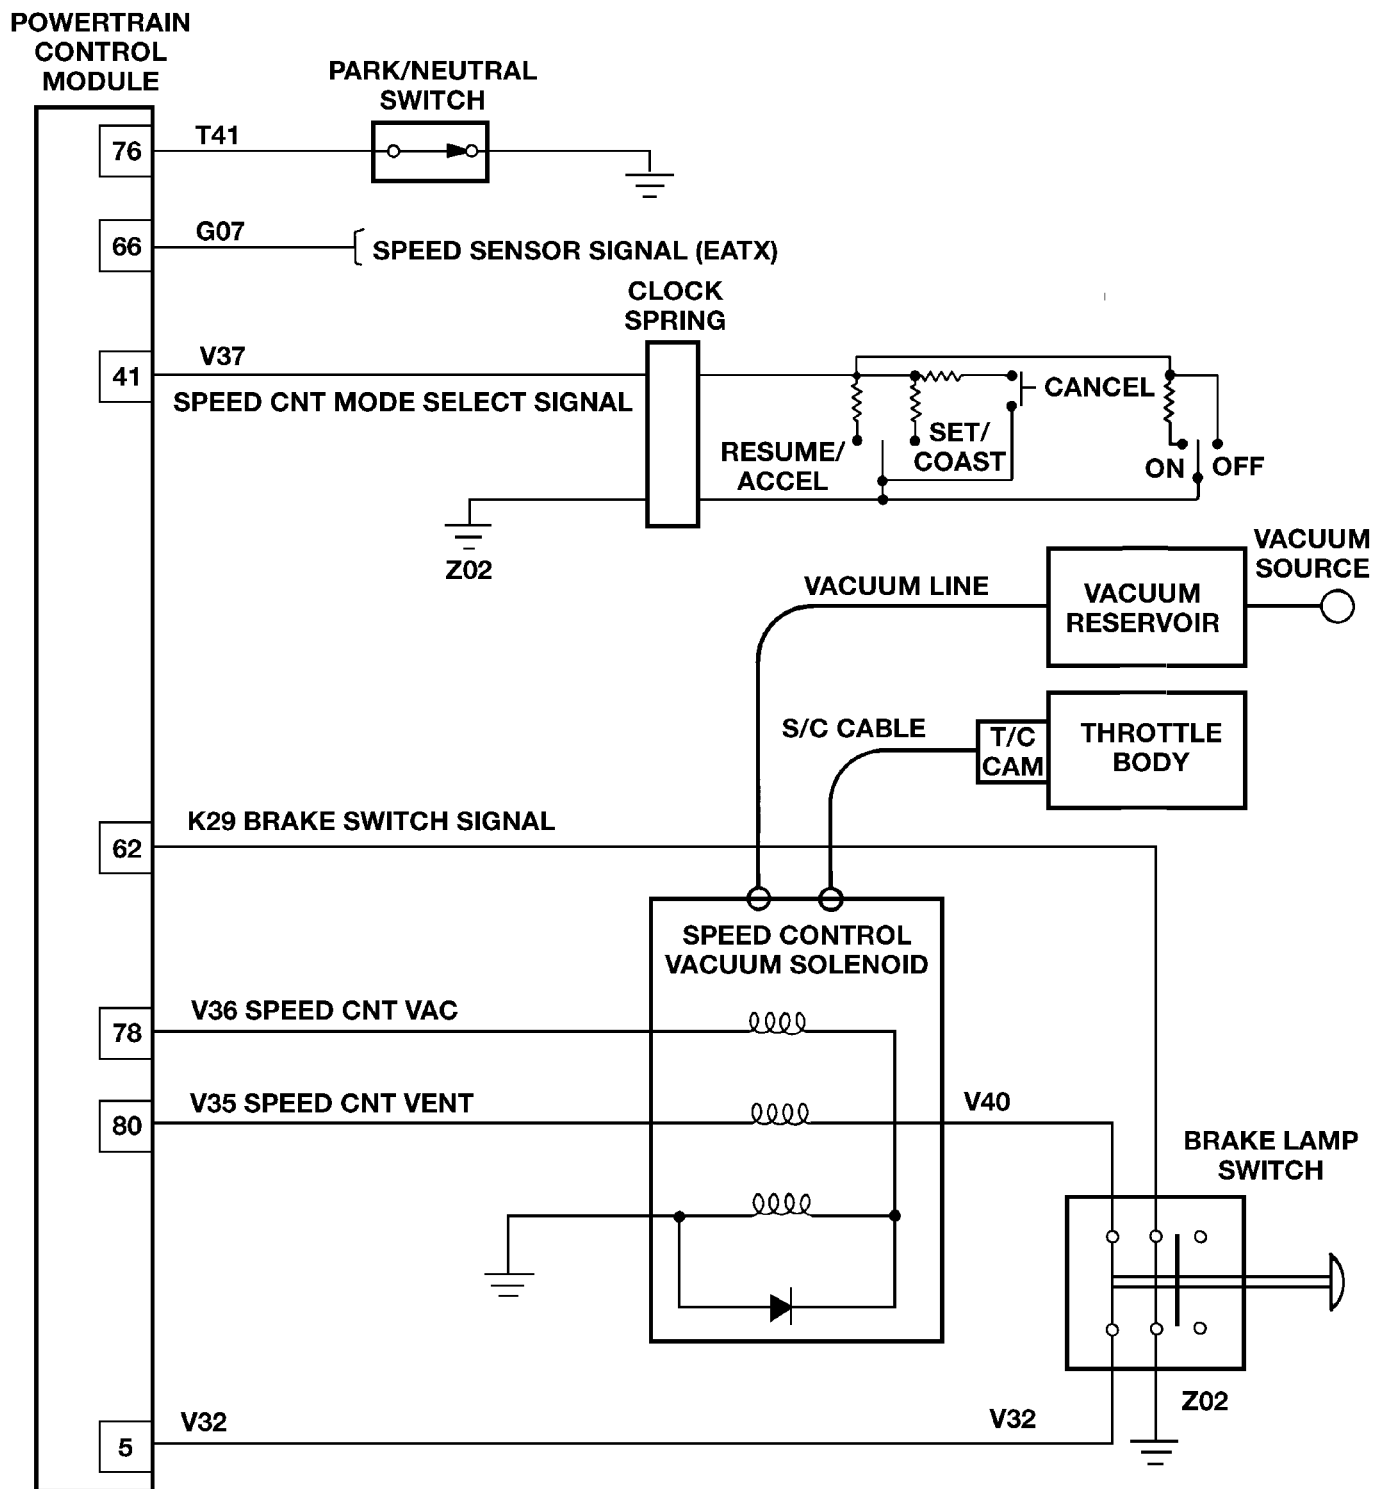 POWERTRAIN
CONTROL
MODULE
PARK/NEUTRAL
SWITCH
76
T41
66
G07
SPEED SENSOR SIGNAL (EATX)
CLOCK
SPRING
41
V37
SPEED CNT MODE SELECT SIGNAL
CANCEL
RESUME/
ACCEL
SET/
COAST
ON
OFF
Z02
VACUUM
SOURCE
VACUUM LINE
VACUUM
RESERVOIR
S/C CABLE
T/C
CAM
THROTTLE
BODY
62
K29 BRAKE SWITCH SIGNAL
SPEED CONTROL
VACUUM SOLENOID
78
V36 SPEED CNT VAC
80
V35 SPEED CNT VENT
V40
BRAKE LAMP
SWITCH
Z02
5
V32
V32